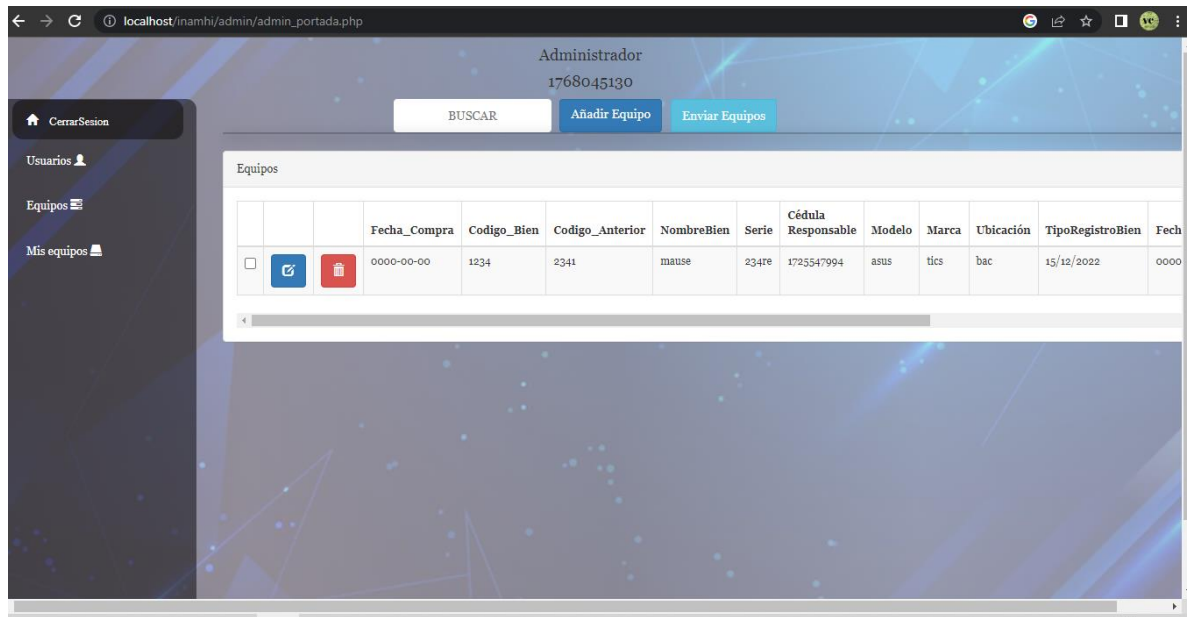 localhost/inamhi/admin/admin_portada.php
Administrador
1768045130
BUSCAR Añadir Equipo Enviar Equipos
CerrarSesion
Usuarios
Equipos
Mis equipos
Equipos
Fecha_Compra Codigo_Bien Codigo_Anterior NombreBien Serie Cédula Responsable Modelo Marca Ubicación TipoRegistroBien Fech
0000-00-00 1234 2341 mause 234re 1725547994 asus tics bac 15/12/2022 0000